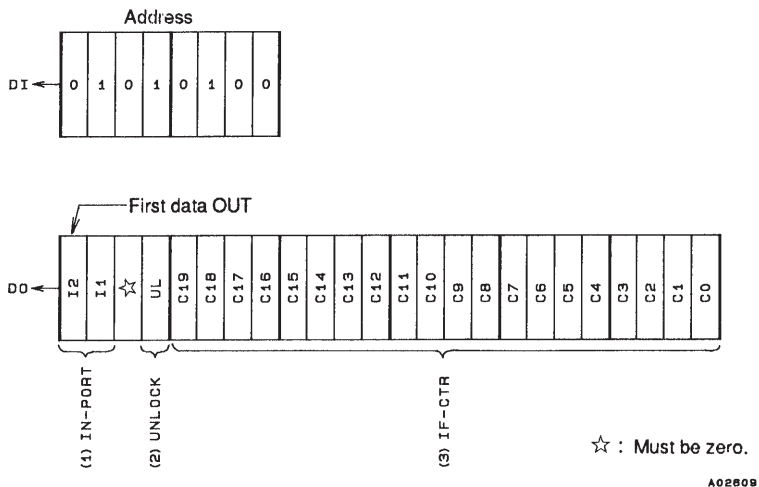 Address
DI 0 1 0 1 0 1 0 0
First data OUT
DO I2 I1 ☆ UL C19 C18 C17 C16 C15 C14 C13 C12 C11 C10 C9 C8 C7 C6 C5 C4 C3 C2 C1 C0
(1) IN-PORT
(2) UNLOCK
(3) IF-CTR
☆ : Must be zero.
A02609